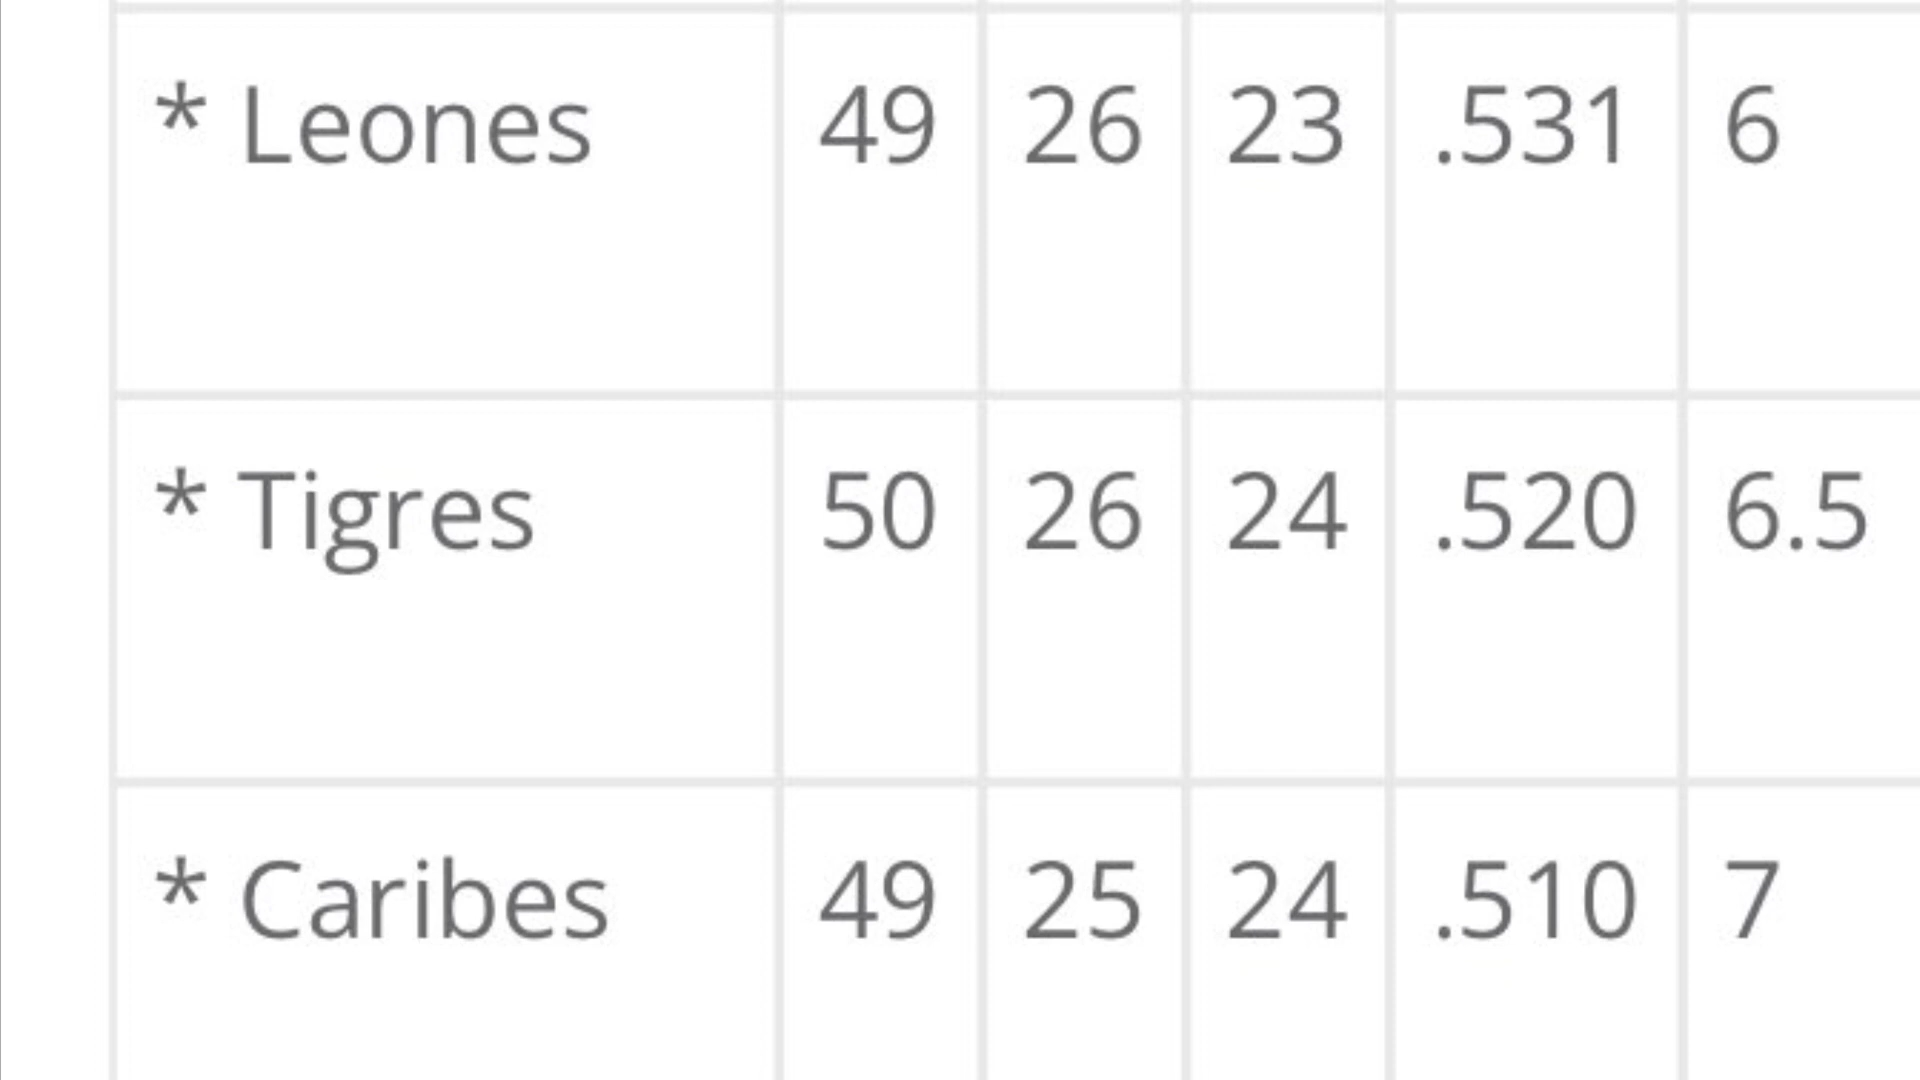 * Leones 49 26 23 .531 6
* Tigres 50 26 24 .520 6.5
* Caribes 49 25 24 .510 7